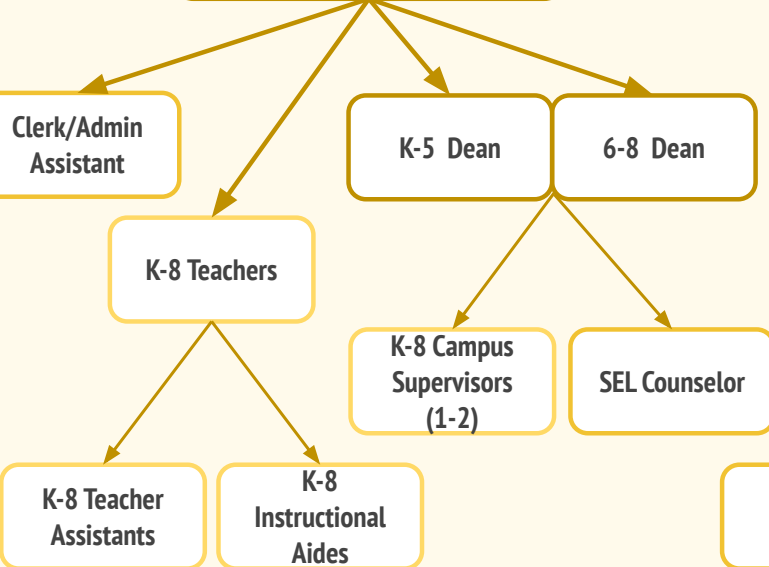 Clerk/Admin
Assistant
K-5 Dean
6-8 Dean
K-8 Teachers
K-8 Campus
Supervisors
(1-2)
SEL Counselor
K-8 Teacher
Assistants
K-8
Instructional
Aides